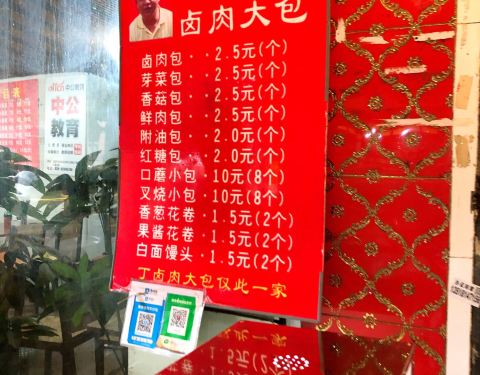 卤肉大包
卤肉包··2.5元(个)
芽菜包··2.5元(个)
香菇包··2.5元(个)
鲜肉包··2.5元(个)
附油包··2.0元(个)
红糖包··2.0元(个)
口蘑小包·10元(8个)
叉烧小包·10元(8个)
香葱花卷·1.5元(2个)
果酱花卷·1.5元(2个)
白面馒头·1.5元(2个)
丁卤肉大包仅此一家
中公
教育
1.5元(2个)